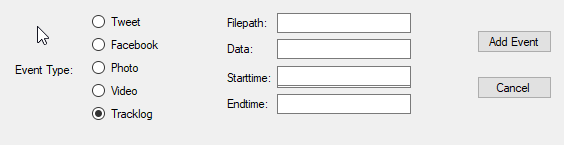 Event Type:
Tweet
Facebook
Photo
Video
Tracklog
Filepath:
Data:
Starttime:
Endtime:
Add Event
Cancel